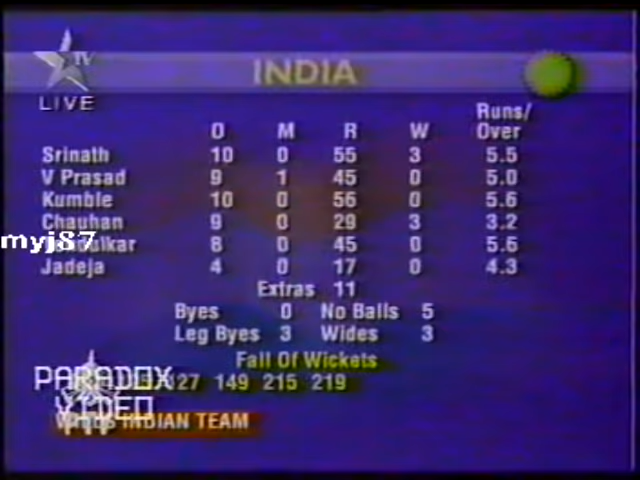 TV
LIVE
INDIA
O M R W Runs/ Over
Srinath 10 0 55 3 5.5
V Prasad 9 1 45 0 5.0
Kumble 10 0 56 0 5.6
Chauhan 9 0 29 3 3.2
myj87
8 0 45 0 5.6
Jadeja 4 0 17 0 4.3
Extras 11
Byes 0 No Balls 5
Leg Byes 3 Wides 3
Fall Of Wickets
PARADOX
127 149 215 219
VIDEO
INDIAN TEAM